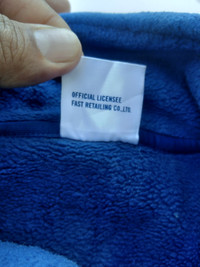 OFFICIAL LICENSEE
FAST RETAILING CO.,LTD.